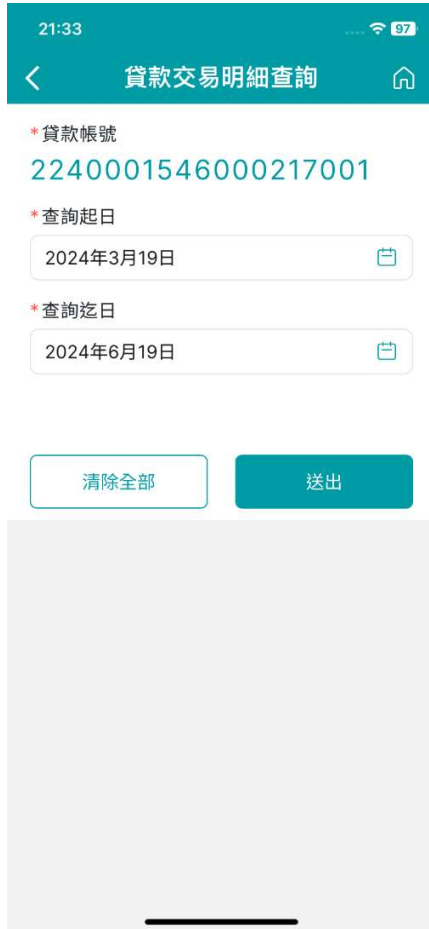 21:33
97
貸款交易明細查詢
*貸款帳號
2240001546000217001
*查詢起日
2024年3月19日
*查詢迄日
2024年6月19日
清除全部
送出